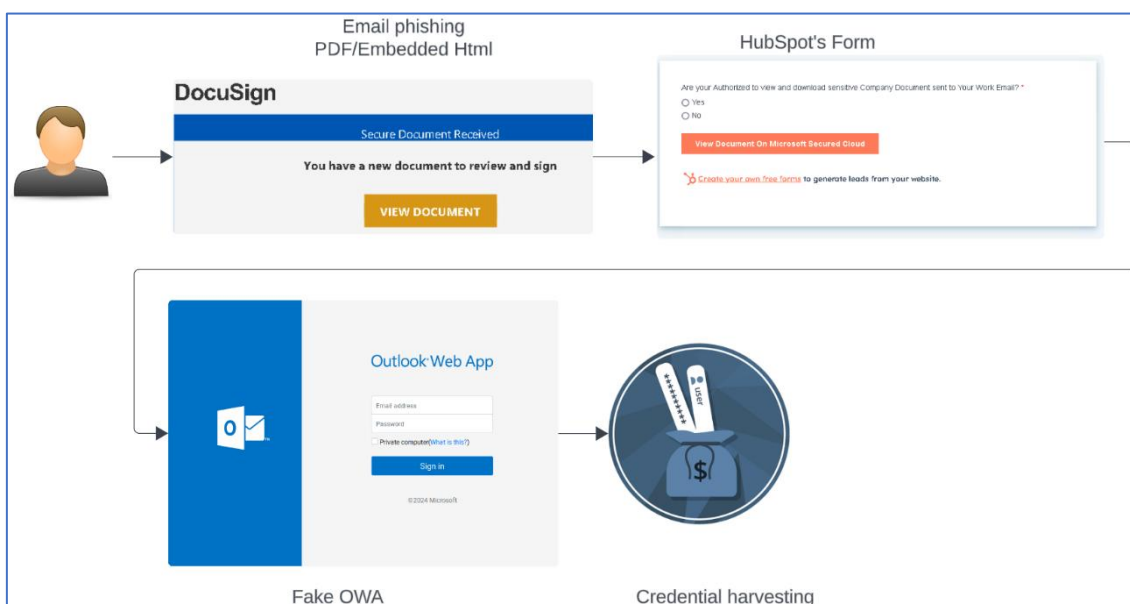 Email phishing
PDF/Embedded Html
HubSpot's Form
DocuSign
Secure Document Received
You have a new document to review and sign
VIEW DOCUMENT
Are your Authorized to view and download sensitive Company Document sent to Your Work Email? *
Yes
No
View Document On Microsoft Secured Cloud
Create your own free forms to generate leads from your website.
Outlook Web App
Email address
Password
Private computer(What is this?)
Sign in
©2024 Microsoft
**********
user
$
Fake OWA
Credential harvesting